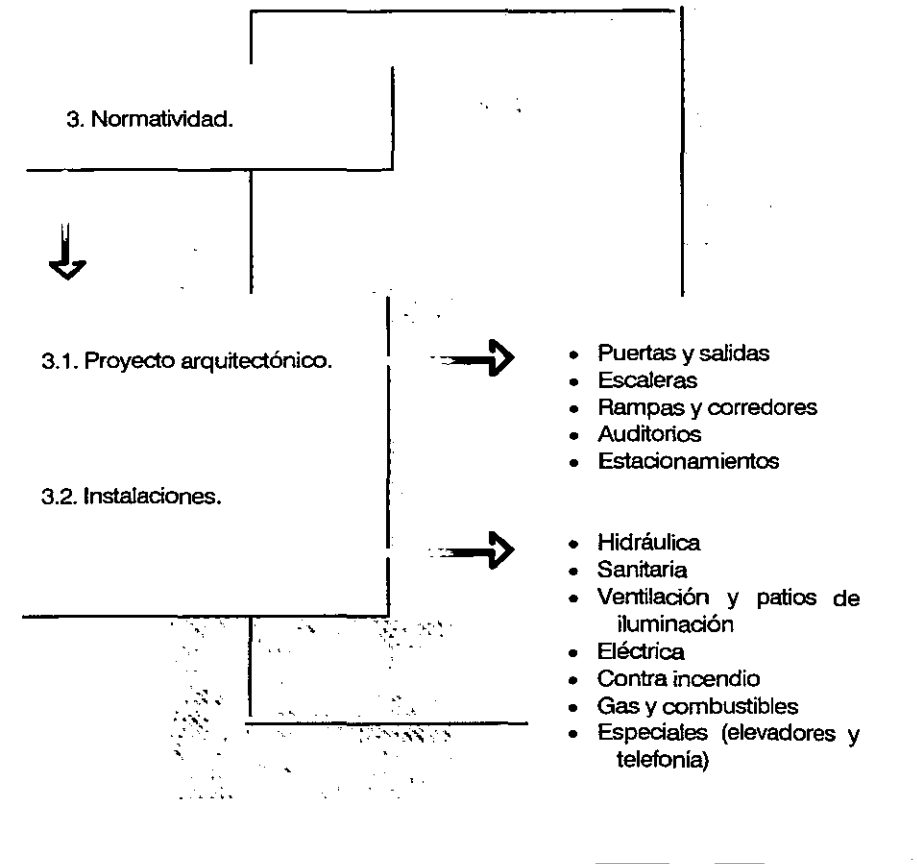 3. Normatividad.
3.1. Proyecto arquitectónico.
• Puertas y salidas
• Escaleras
• Rampas y corredores
• Auditorios
• Estacionamientos
3.2. Instalaciones.
• Hidráulica
• Sanitaria
• Ventilación y patios de
iluminación
• Eléctrica
• Contra incendio
• Gas y combustibles
• Especiales (elevadores y
telefonía)